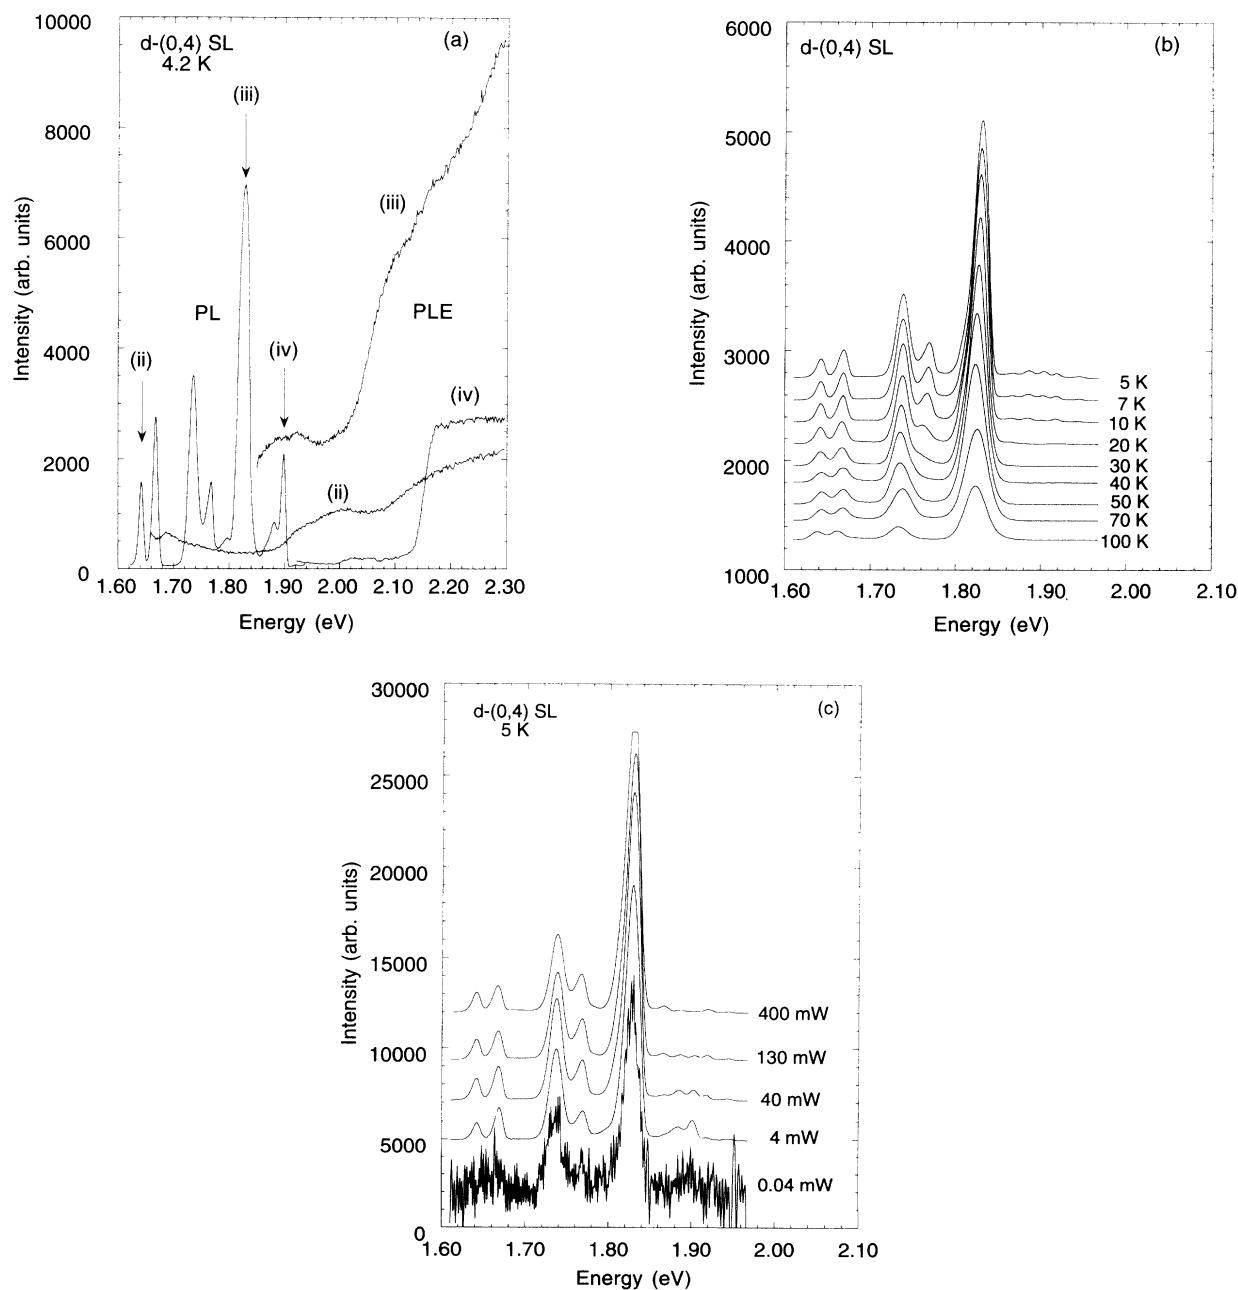 10000
8000
6000
4000
2000
0
d-(0,4) SL
4.2 K
(a)
(iii)
(iii)
PL
PLE
(ii)
(iv)
(iv)
(ii)
Intensity (arb. units)
1.60 1.70 1.80 1.90 2.00 2.10 2.20 2.30
Energy (eV)
6000
5000
4000
3000
2000
1000
d-(0,4) SL
(b)
5 K
7 K
10 K
20 K
30 K
40 K
50 K
70 K
100 K
Intensity (arb. units)
1.60 1.70 1.80 1.90 2.00 2.10
Energy (eV)
30000
25000
20000
15000
10000
5000
0
d-(0,4) SL
5 K
(c)
400 mW
130 mW
40 mW
4 mW
0.04 mW
Intensity (arb. units)
1.60 1.70 1.80 1.90 2.00 2.10
Energy (eV)